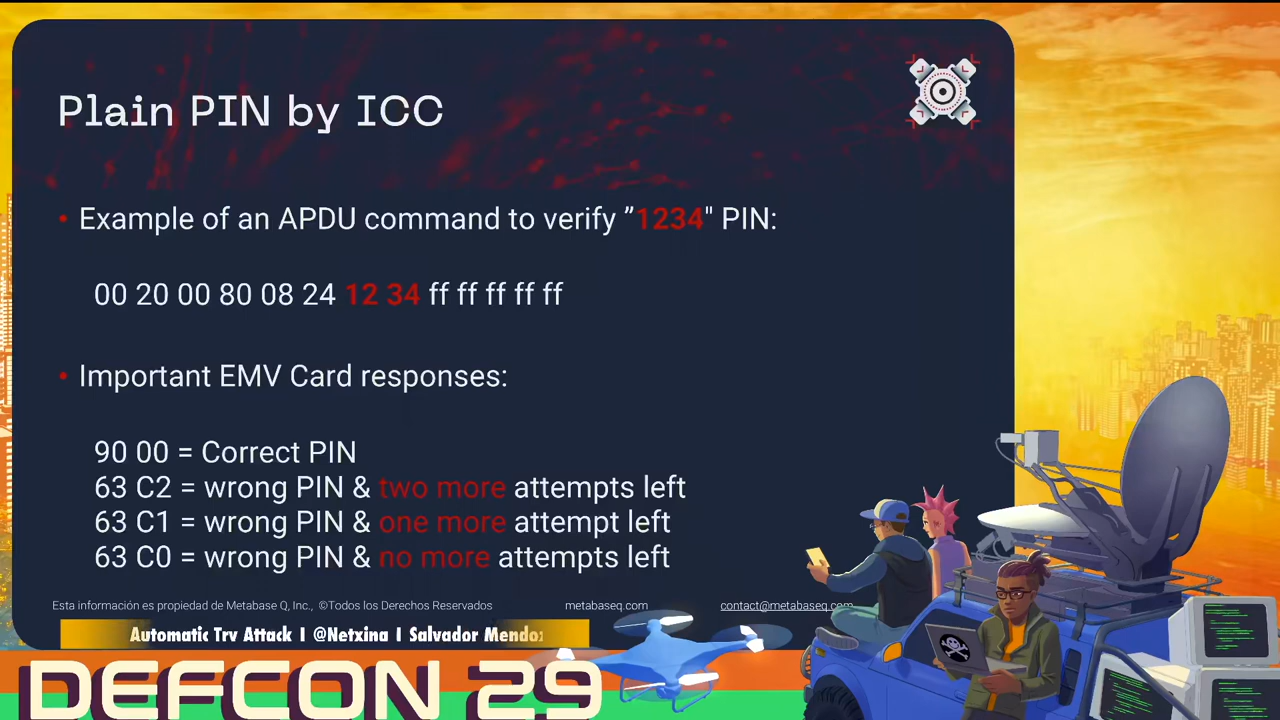 Plain PIN by ICC
• Example of an APDU command to verify ”1234" PIN:
00 20 00 80 08 24 12 34 ff ff ff ff ff
• Important EMV Card responses:
90 00 = Correct PIN
63 C2 = wrong PIN & two more attempts left
63 C1 = wrong PIN & one more attempt left
63 C0 = wrong PIN & no more attempts left
Esta información es propiedad de Metabase Q, Inc., ©Todos los Derechos Reservados metabaseq.com contact@metabaseq.com
Automatic Trv Attack I @Netxina I Salvador Mendoz
DEFCON 29